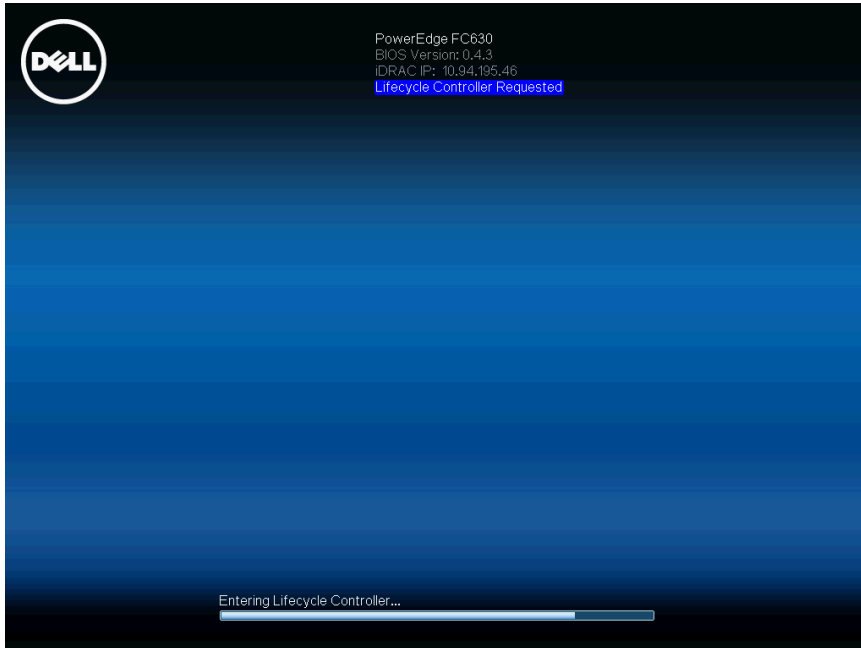 DELL
PowerEdge FC630
BIOS Version: 0.4.3
iDRAC IP: 10.94.195.46
Lifecycle Controller Requested
Entering Lifecycle Controller...